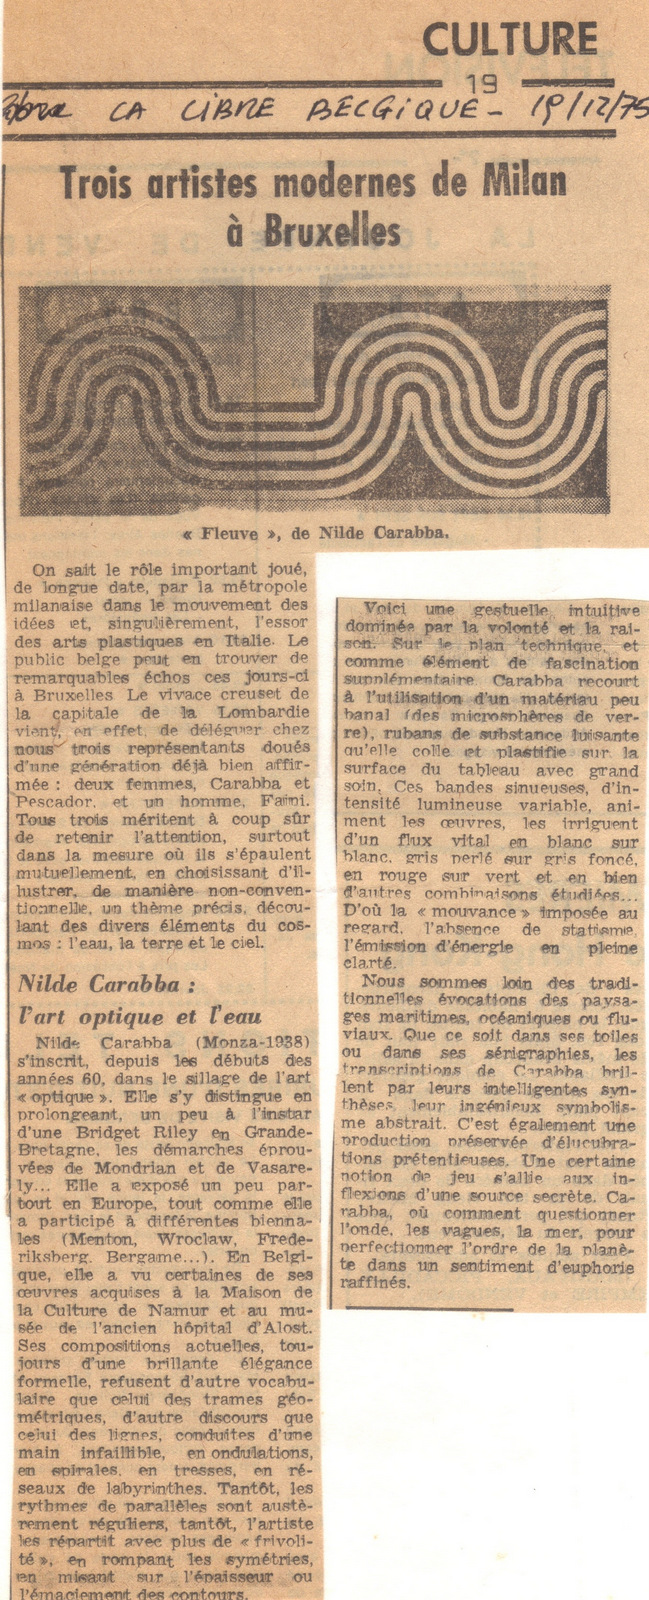 CULTURE
19
LA LIBRE BELGIQUE - 19/12/75
Trois artistes modernes de Milan
à Bruxelles
« Fleuve », de Nilde Carabba.
On sait le rôle important joué,
de longue date, par la métropole
milanaise dans le mouvement des
idées et, singulièrement, l'essor
des arts plastiques en Italie. Le
public belge peut en trouver de
remarquables échos ces jours-ci
à Bruxelles Le vivace creuset de
la capitale de la Lombardie
vient, en effet, de déléguer chez
nous trois représentants doués
d'une génération déjà bien affir-
mée : deux femmes, Carabba et
Pescador, et un homme, Faini.
Tous trois méritent à coup sûr
de retenir l'attention, surtout
dans la mesure où ils s'épaulent
mutuellement, en choisissant d'il-
lustrer, de manière non-conven-
tionnelle, un thème précis, décou-
lant des divers éléments du cos-
mos : l'eau, la terre et le ciel.
Nilde Carabba :
l'art optique et l'eau
Nilde Carabba (Monza-1938)
s'inscrit, depuis les débuts des
années 60, dans le sillage de l'art
« optique ». Elle s'y distingue en
prolongeant, un peu à l'instar
d'une Bridget Riley en Grande-
Bretagne, les démarches éprou-
vées de Mondrian et de Vasare-
ly... Elle a exposé un peu par-
tout en Europe, tout comme elle
a participé à différentes bienna-
les (Menton, Wroclaw, Frede-
riksberg, Bergame...). En Belgi-
que, elle a vu certaines de ses
œuvres acquises à la Maison de
la Culture de Namur et au mu-
sée de l'ancien hôpital d'Alost.
Ses compositions actuelles, tou-
jours d'une brillante élégance
formelle, refusent d'autre vocabu-
laire que celui des trames géo-
métriques, d'autre discours que
celui des lignes, conduites d'une
main infaillible, en ondulations,
en spirales, en tresses, en ré-
seaux de labyrinthes. Tantôt, les
rythmes de parallèles sont austè-
rement réguliers, tantôt, l'artiste
les répartit avec plus de « frivoli-
té », en rompant les symétries,
en misant sur l'épaisseur ou
l'émaciement des contours.
Voici une gestuelle intuitive
dominée par la volonté et la rai-
son. Sur le plan technique, et
comme élément de fascination
supplémentaire, Carabba recourt
à l'utilisation d'un matériau peu
banal (des microsphères de ver-
re), rubans de substance luisante
qu'elle colle et plastifie sur la
surface du tableau avec grand
soin. Ces bandes sinueuses, d'in-
tensité lumineuse variable, ani-
ment les œuvres, les irriguent
d'un flux vital en blanc sur
blanc, gris perlé sur gris foncé,
en rouge sur vert et en bien
d'autres combinaisons étudiées...
D'où la « mouvance » imposée au
regard, l'absence de statisme,
l'émission d'énergie en pleine
clarté.
Nous sommes loin des tradi-
tionnelles évocations des paysa-
ges maritimes, océaniques ou flu-
viaux. Que ce soit dans ses toiles
ou dans ses sérigraphies, les
transcriptions de Carabba bril-
lent par leurs intelligentes syn-
thèses, leur ingénieux symbolis-
me abstrait. C'est également une
production préservée d'élucubra-
tions prétentieuses. Une certaine
notion de jeu s'allie aux in-
flexions d'une source secrète. Ca-
rabba, où comment questionner
l'onde, les vagues, la mer, pour
perfectionner l'ordre de la planè-
te dans un sentiment d'euphorie
raffinés.